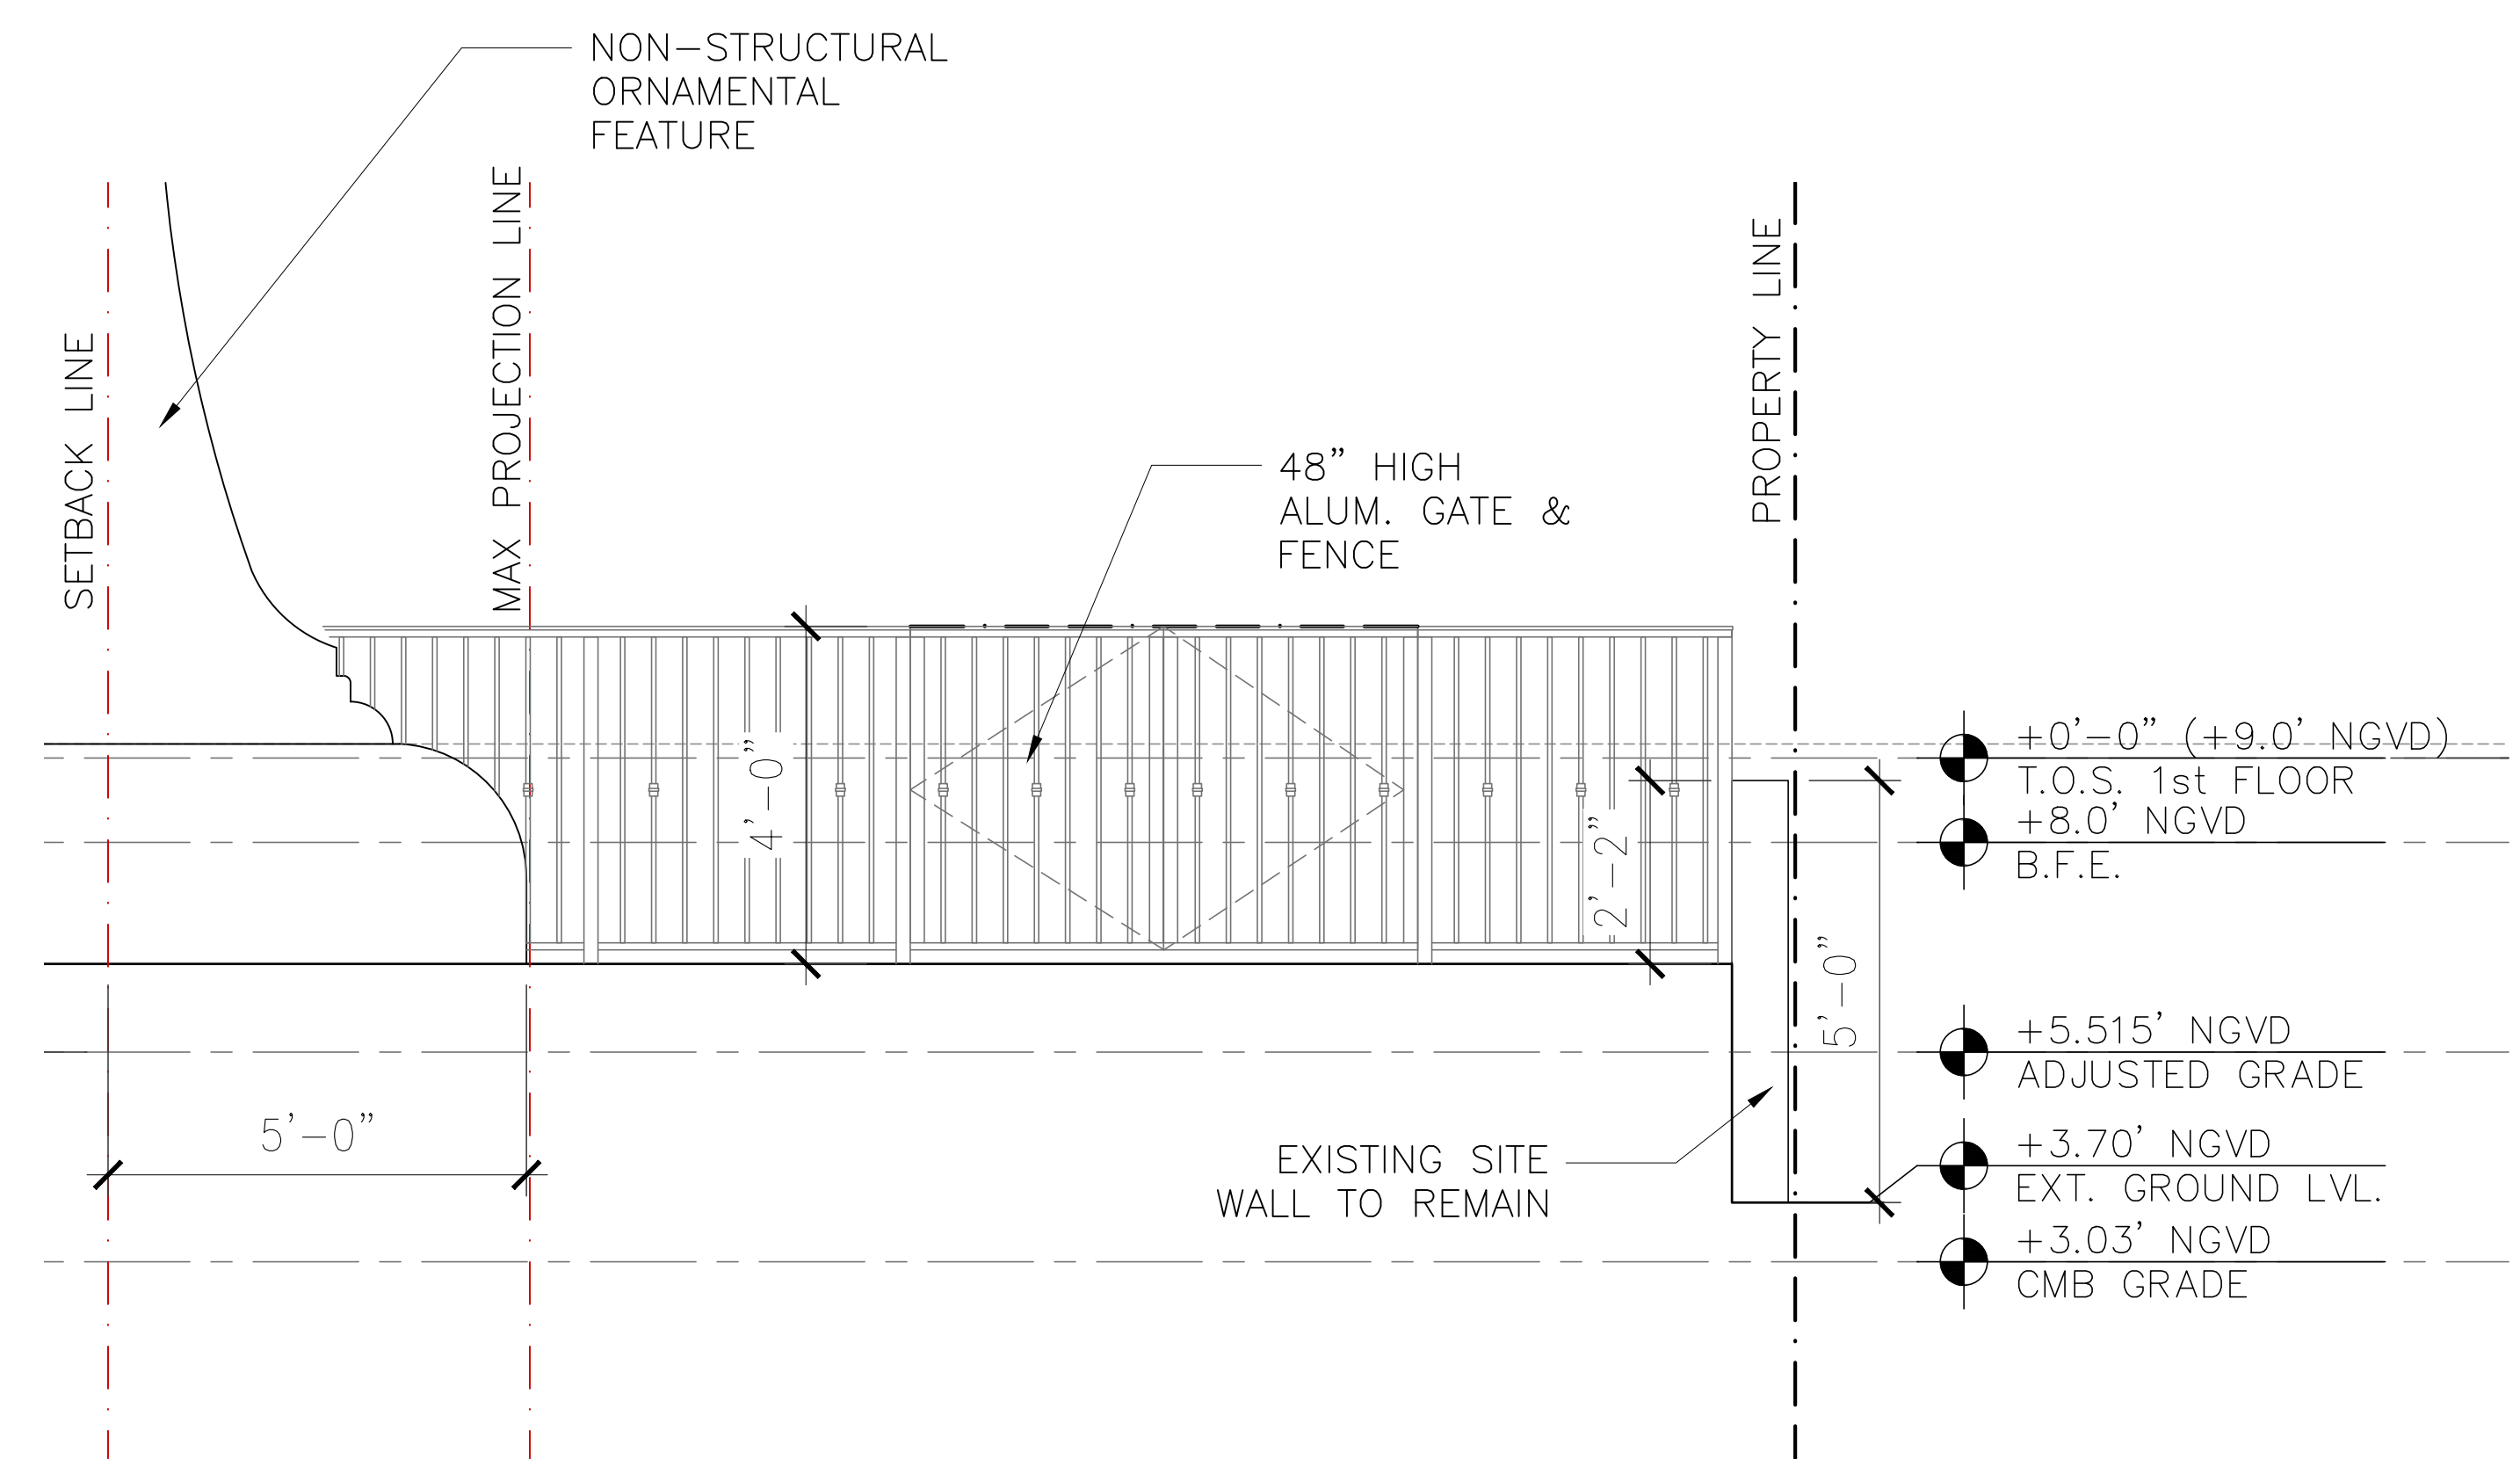 NON-STRUCTURAL
ORNAMENTAL
FEATURE
SETBACK LINE
MAX PROJECTION LINE
PROPERTY LINE
48" HIGH
ALUM. GATE &
FENCE
4'-0"
2'-2"
5'-0"
5'-0"
EXISTING SITE
WALL TO REMAIN
+0'-0" (+9.0' NGVD)
T.O.S. 1st FLOOR
+8.0' NGVD
B.F.E.
+5.515' NGVD
ADJUSTED GRADE
+3.70' NGVD
EXT. GROUND LVL.
+3.03' NGVD
CMB GRADE